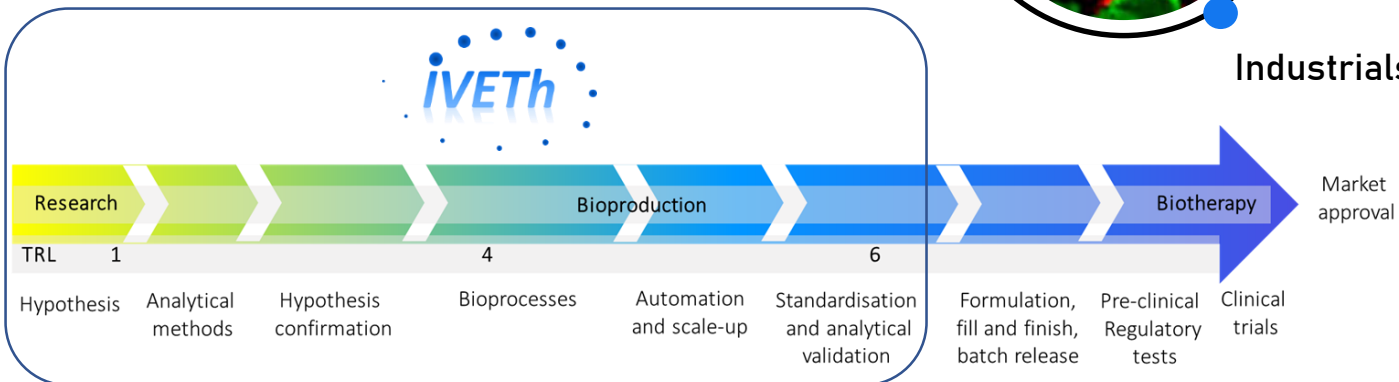 iVETh
Industrials
Research
Bioproduction
Biotherapy
Market
approval
TRL 1 4 6
Hypothesis
Analytical
methods
Hypothesis
confirmation
Bioprocesses
Automation
and scale-up
Standardisation
and analytical
validation
Formulation,
fill and finish,
batch release
Pre-clinical
Regulatory
tests
Clinical
trials